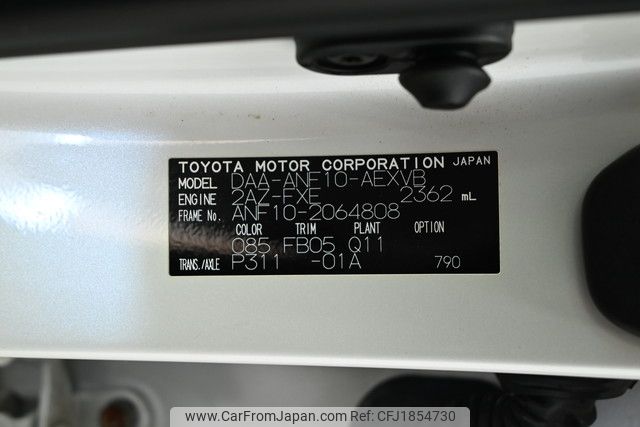 TOYOTA MOTOR CORPORATION JAPAN
MODEL DAA-ANF10-AEXVB
ENGINE 2AZ-FXE 2362 mL
FRAME No. ANF10-2064808
COLOR TRIM PLANT OPTION
085 FB05 Q11
TRANS./AXLE P311 -01A 790
www.CarFromJapan.com Ref CFJ1854730